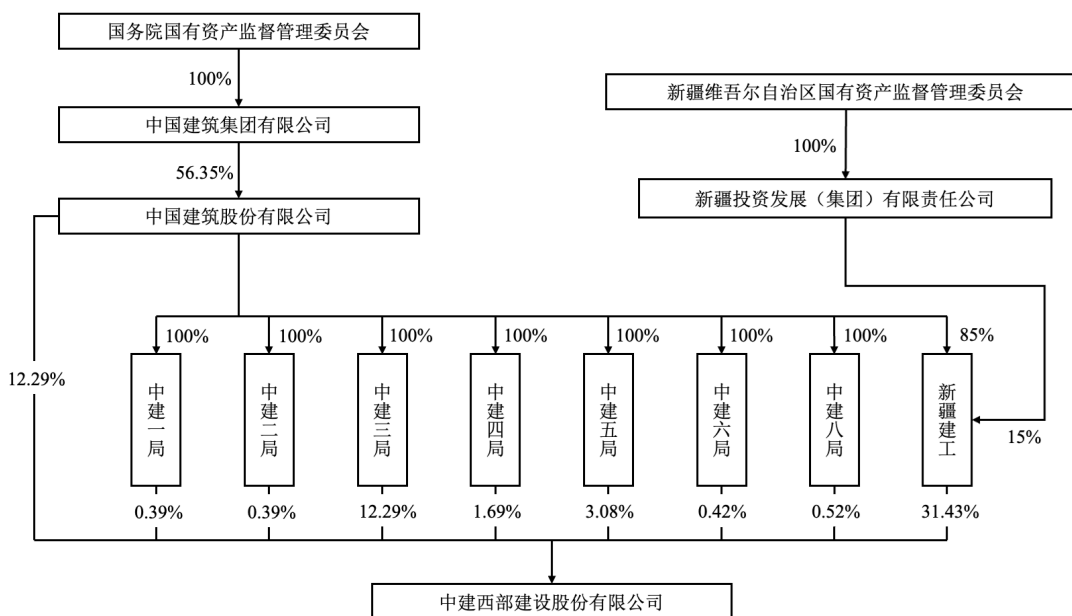 国务院国有资产监督管理委员会
100%
新疆维吾尔自治区国有资产监督管理委员会
中国建筑集团有限公司
100%
56.35%
新疆投资发展（集团）有限责任公司
中国建筑股份有限公司
100%
100%
100%
100%
100%
100%
100%
85%
12.29%
中建一局
中建二局
中建三局
中建四局
中建五局
中建六局
中建八局
新疆建工
15%
0.39%
0.39%
12.29%
1.69%
3.08%
0.42%
0.52%
31.43%
中建西部建设股份有限公司